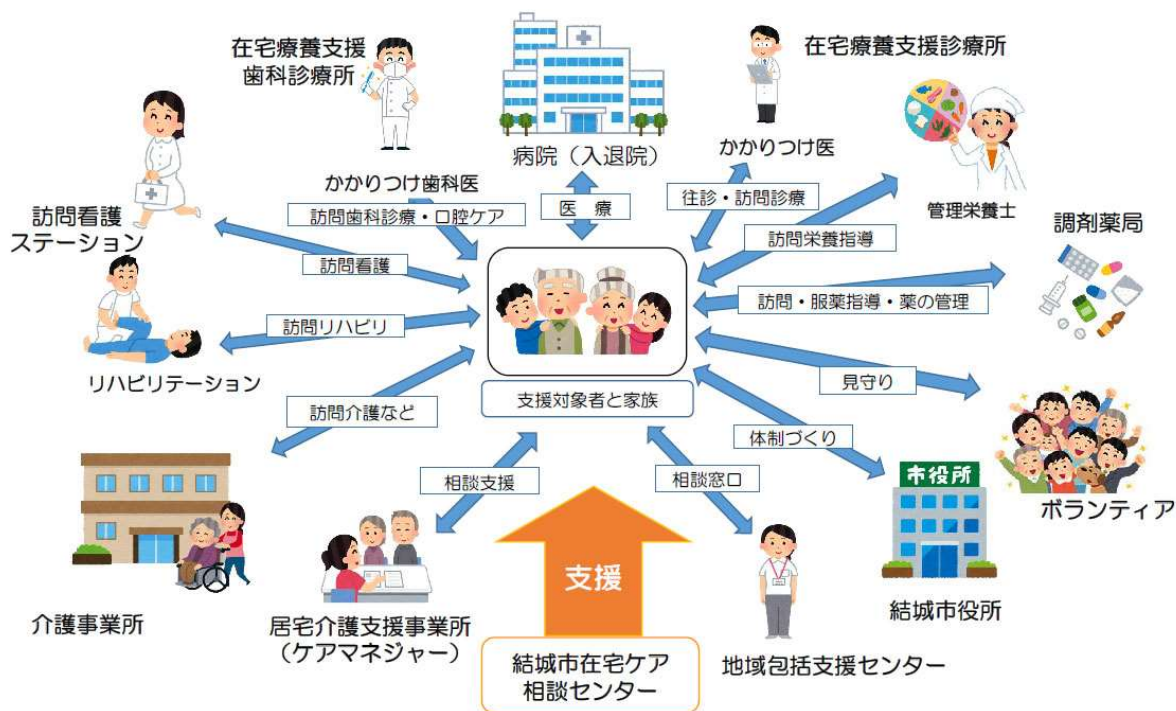 在宅療養支援
歯科診療所
在宅療養支援診療所
病院（入退院）
かかりつけ医
かかりつけ歯科医
医 療
往診・訪問診療
管理栄養士
訪問歯科診療・口腔ケア
訪問栄養指導
調剤薬局
訪問看護
ステーション
訪問看護
訪問・服薬指導・薬の管理
訪問リハビリ
リハビリテーション
見守り
訪問介護など
支援対象者と家族
体制づくり
ボランティア
相談支援
相談窓口
市役所
結城市役所
介護事業所
居宅介護支援事業所
（ケアマネジャー）
支援
地域包括支援センター
結城市在宅ケア
相談センター